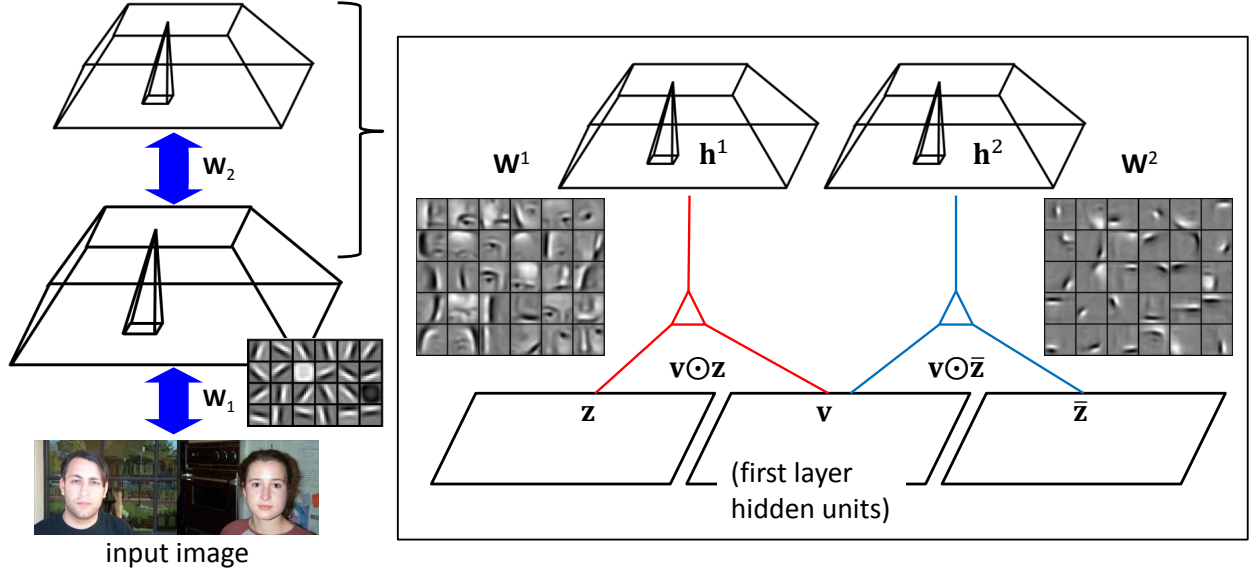 W₂
W₁
input image
W¹
h¹
h²
W²
v⊙z
v⊙z̄
z
v
z̄
(first layer
hidden units)